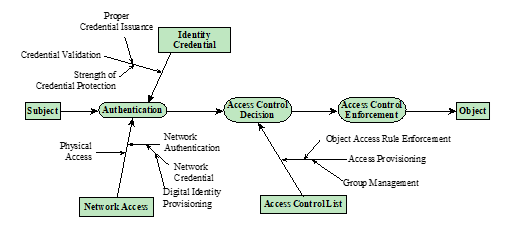 Proper
Credential Issuance
Identity
Credential
Credential Validation
Strength of
Credential Protection
Subject
Authentication
Access Control
Decision
Access Control
Enforcement
Object
Physical
Access
Network
Authentication
Network
Credential
Digital Identity
Provisioning
Object Access Rule Enforcement
Access Provisioning
Group Management
Network Access
Access Control List